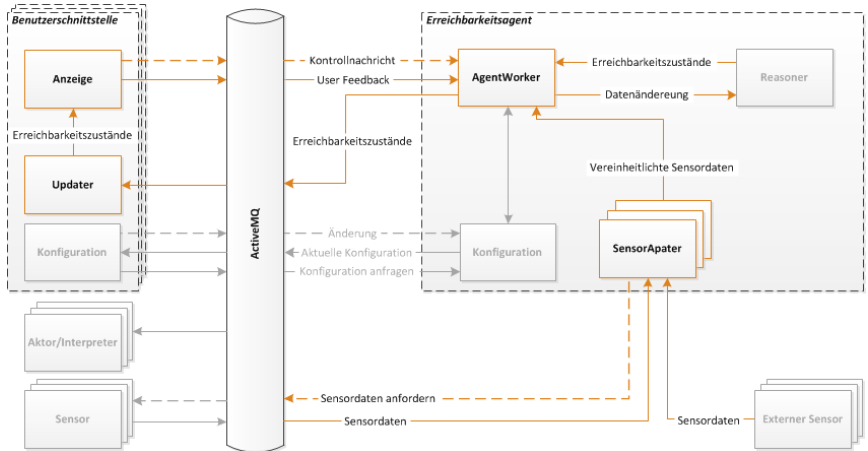 Benutzerschnittstelle
Erreichbarkeitsagent
Anzeige
Kontrollnachricht
User Feedback
AgentWorker
Erreichbarkeitszustände
Reasoner
Datenändereung
Erreichbarkeitszustände
Erreichbarkeitszustände
Updater
Vereinheitlichte Sensordaten
ActiveMQ
Konfiguration
Änderung
Aktuelle Konfiguration
Konfiguration anfragen
Konfiguration
SensorApater
Aktor/Interpreter
Sensor
Sensordaten anfordern
Sensordaten
Sensordaten
Externer Sensor